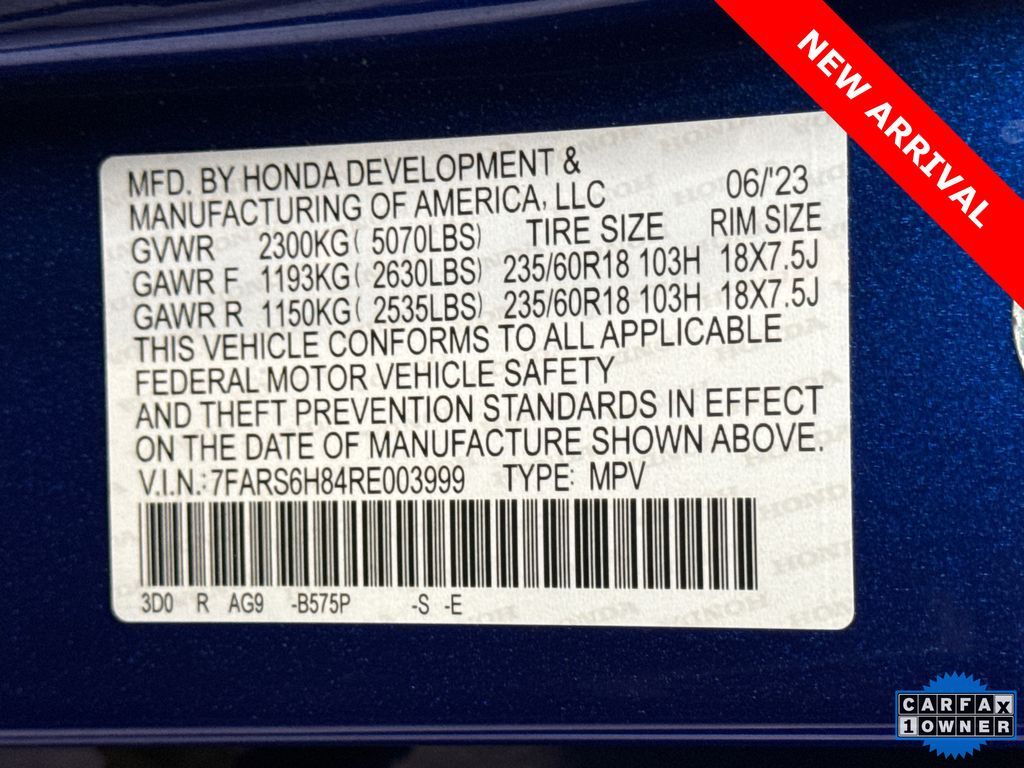 NEW ARRIVAL
MFD. BY HONDA DEVELOPMENT &
MANUFACTURING OF AMERICA, LLC 06/'23
GVWR 2300KG( 5070LBS) TIRE SIZE RIM SIZE
GAWR F 1193KG( 2630LBS) 235/60R18 103H 18X7.5J
GAWR R 1150KG( 2535LBS) 235/60R18 103H 18X7.5J
THIS VEHICLE CONFORMS TO ALL APPLICABLE
FEDERAL MOTOR VEHICLE SAFETY
AND THEFT PREVENTION STANDARDS IN EFFECT
ON THE DATE OF MANUFACTURE SHOWN ABOVE.
V.I.N.: 7FARS6H84RE003999 TYPE: MPV
3D0 R AG9 -B575P -S -E
CARFAX
1 OWNER